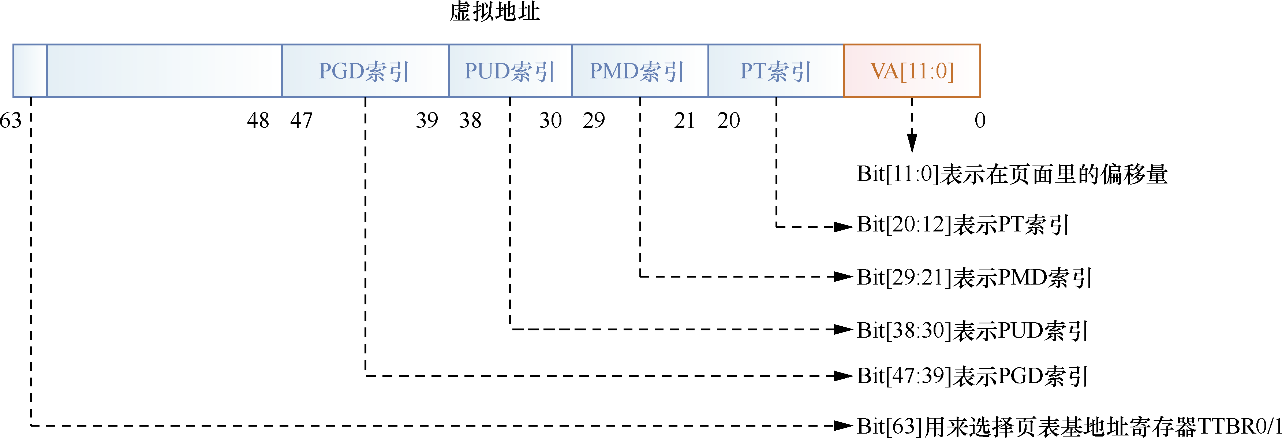 虚拟地址
PGD索引 PUD索引 PMD索引 PT索引 VA[11:0]
63 48 47 39 38 30 29 21 20 0
Bit[11:0]表示在页面里的偏移量
Bit[20:12]表示PT索引
Bit[29:21]表示PMD索引
Bit[38:30]表示PUD索引
Bit[47:39]表示PGD索引
Bit[63]用来选择页表基地址寄存器TTBR0/1